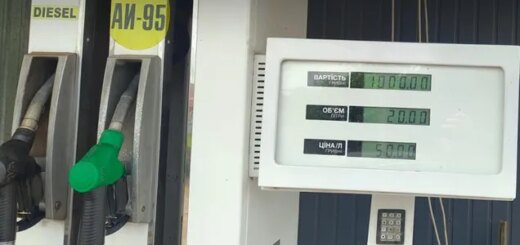 DIESEL
АИ-95
ВАРТІСТЬ
ГРИВНІ
1000.00
ОБ'ЄМ
ЛІТРИ
20.00
ЦІНА/Л
ГРИВНІ
50.00